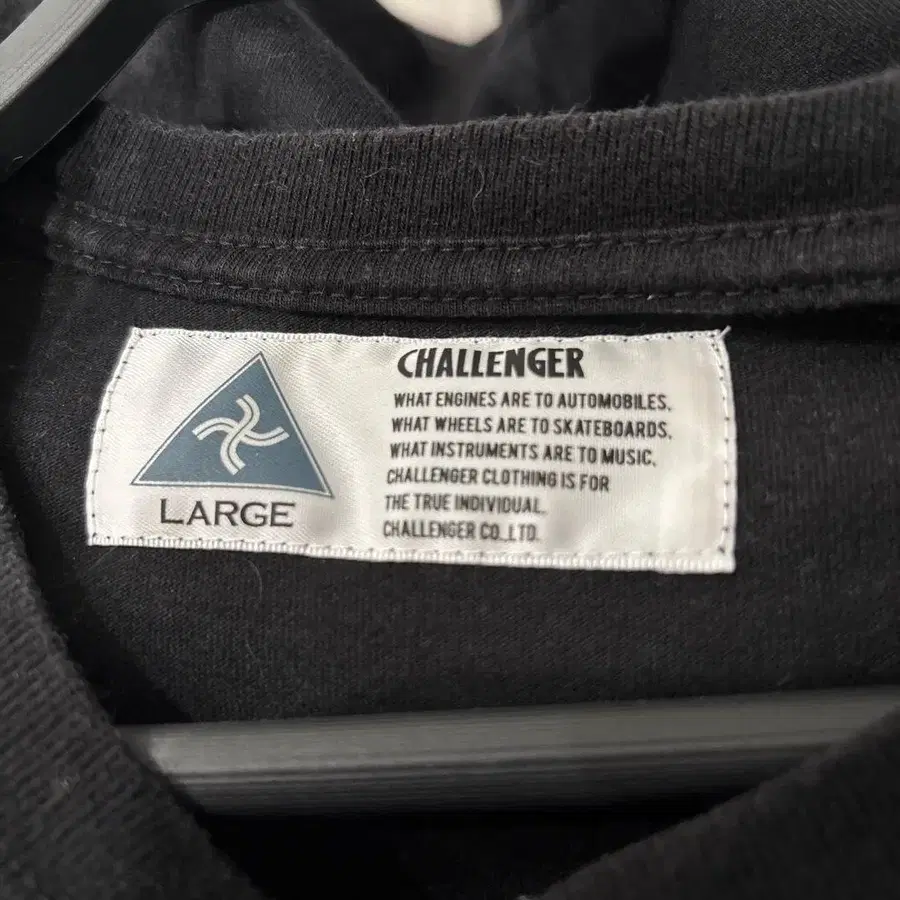 CHALLENGER
WHAT ENGINES ARE TO AUTOMOBILES.
WHAT WHEELS ARE TO SKATEBOARDS.
WHAT INSTRUMENTS ARE TO MUSIC.
CHALLENGER CLOTHING IS FOR
THE TRUE INDIVIDUAL.
CHALLENGER CO.,LTD.
LARGE